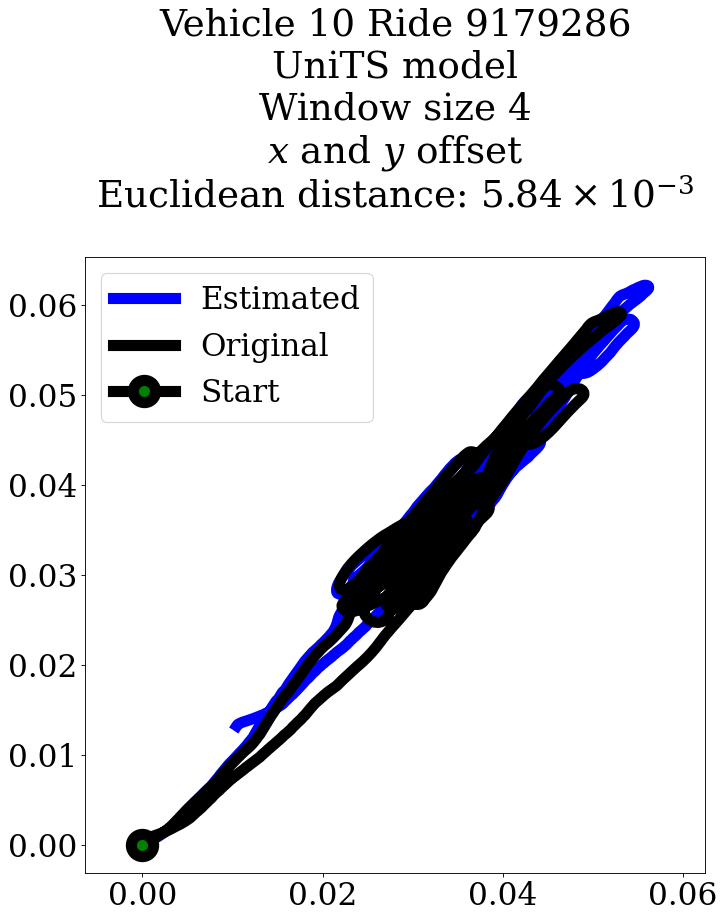 Vehicle 10 Ride 9179286
UniTS model
Window size 4
x and y offset
Euclidean distance: 5.84 × 10⁻³
Estimated
Original
Start
0.06
0.05
0.04
0.03
0.02
0.01
0.00
0.00 0.02 0.04 0.06